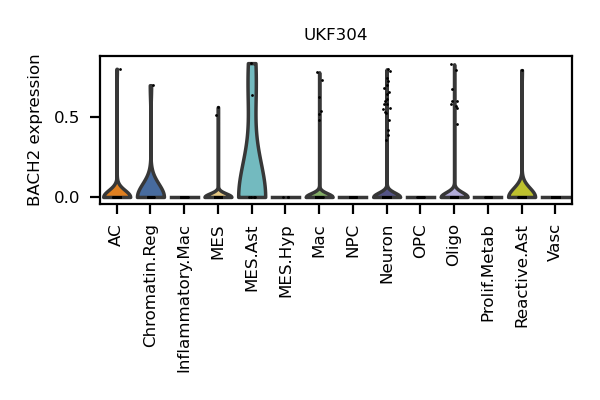 UKF304
BACH2 expression
0.5
0.0
AC
Chromatin.Reg
Inflammatory.Mac
MES
MES.Ast
MES.Hyp
Mac
NPC
Neuron
OPC
Oligo
Prolif.Metab
Reactive.Ast
Vasc